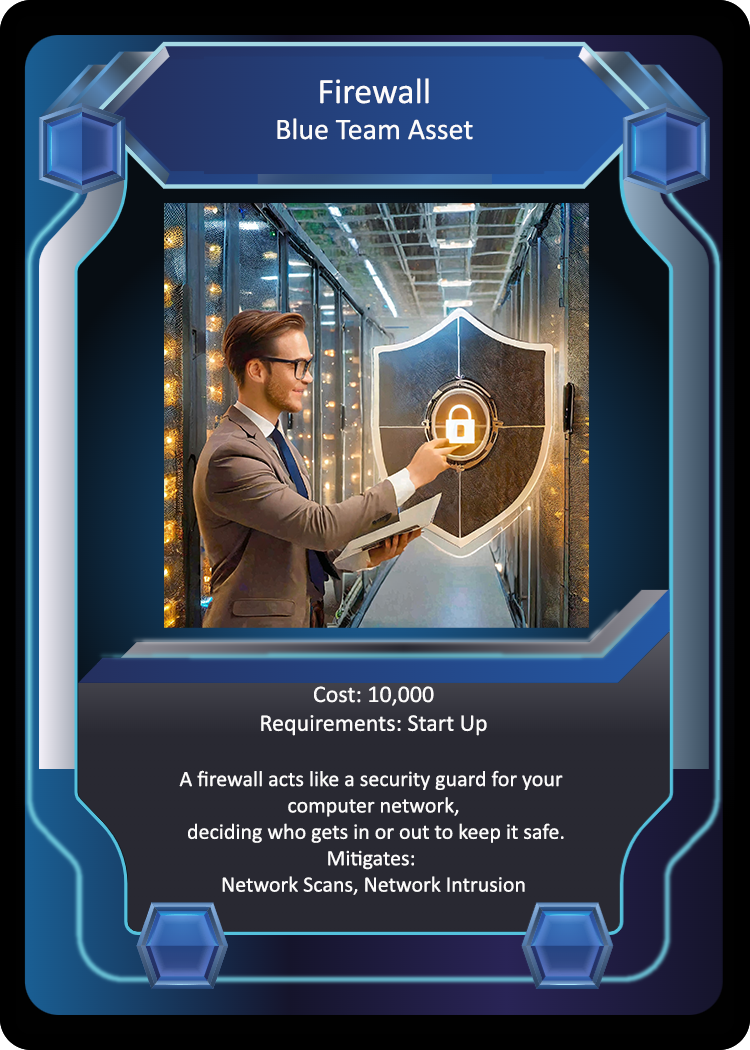 Firewall
Blue Team Asset
Cost: 10,000
Requirements: Start Up
A firewall acts like a security guard for your
computer network,
deciding who gets in or out to keep it safe.
Mitigates:
Network Scans, Network Intrusion